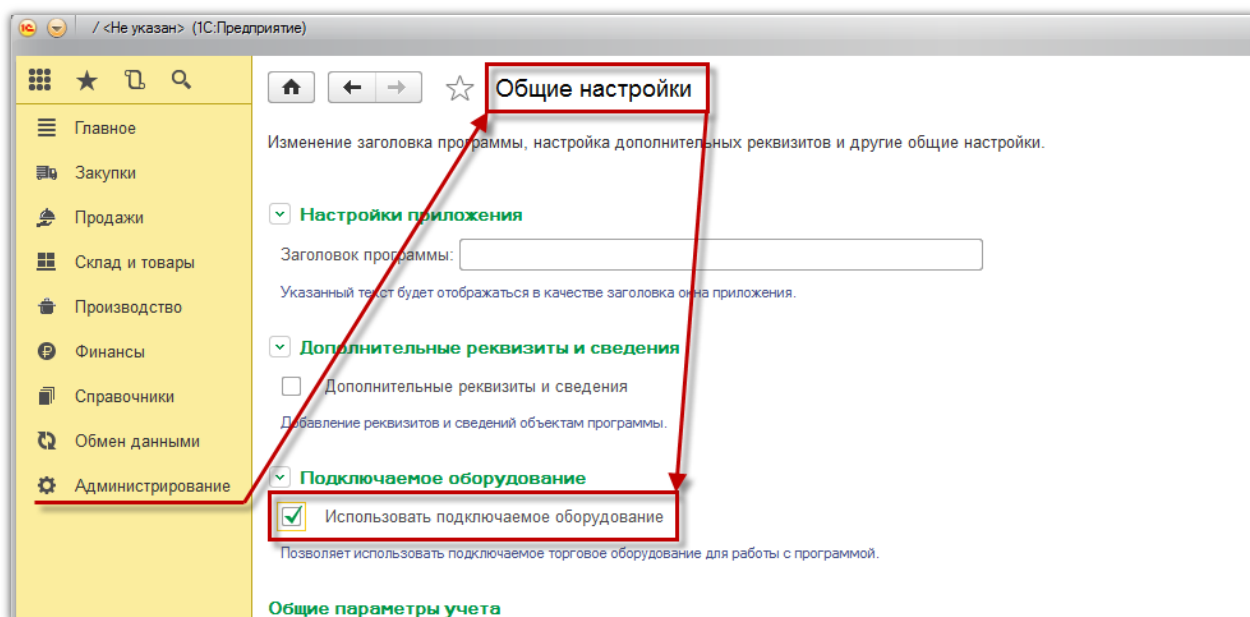 / <Не указан> (1С:Предприятие)
Общие настройки
Главное
Закупки
Продажи
Склад и товары
Производство
Финансы
Справочники
Обмен данными
Администрирование
Изменение заголовка программы, настройка дополнительных реквизитов и другие общие настройки.
Настройки приложения
Заголовок программы:
Указанный текст будет отображаться в качестве заголовка окна приложения.
Дополнительные реквизиты и сведения
Дополнительные реквизиты и сведения
Добавление реквизитов и сведений объектам программы.
Подключаемое оборудование
Использовать подключаемое оборудование
Позволяет использовать подключаемое торговое оборудование для работы с программой.
Общие параметры учета